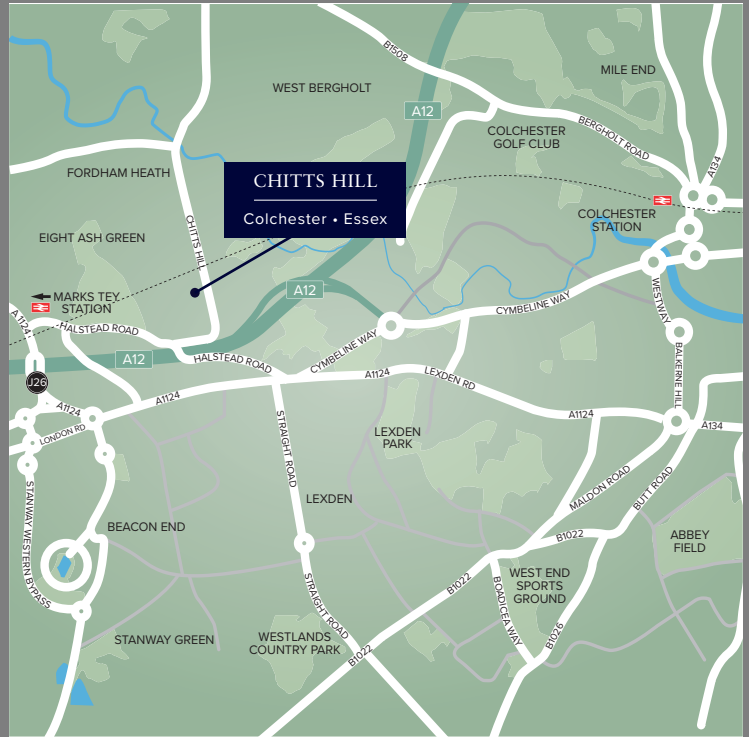 B1508
MILE END
WEST BERGHOLT
A12
COLCHESTER
GOLF CLUB
BERGHOLT ROAD
A134
FORDHAM HEATH
CHITTS HILL
Colchester • Essex
COLCHESTER
STATION
CHITTS HILL
EIGHT ASH GREEN
MARKS TEY
STATION
A12
CYMBELINE WAY
WESTWAY
A1124
HALSTEAD ROAD
A12
HALSTEAD ROAD
CYMBELINE WAY
BALKERNE HILL
J26
A1124
LEXDEN RD
A1124
A1124
A1124
A134
LONDON RD
STRAIGHT ROAD
LEXDEN
PARK
MALDON ROAD
BUTT ROAD
STANWAY WESTERN BYPASS
LEXDEN
BEACON END
B1022
ABBEY
FIELD
B1022
WEST END
SPORTS
GROUND
BOADICEA WAY
STRAIGHT ROAD
B1026
STANWAY GREEN
WESTLANDS
COUNTRY PARK
B1022